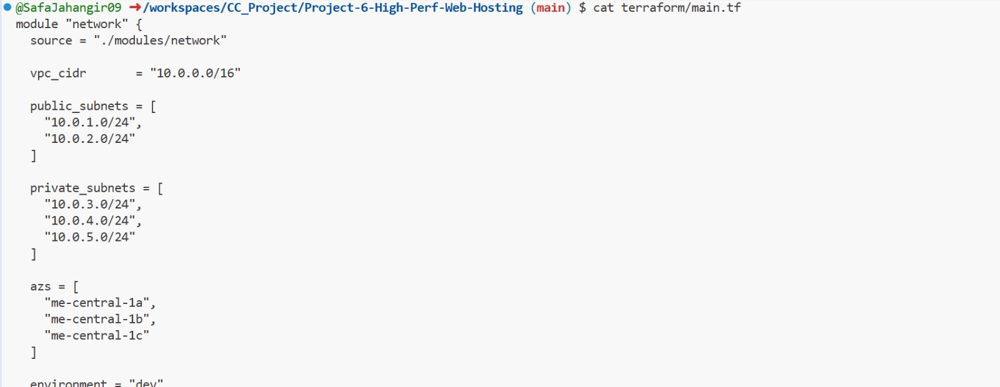 @SafaJahangir09 ➜/workspaces/CC_Project/Project-6-High-Perf-Web-Hosting (main) $ cat terraform/main.tf
module "network" {
  source = "./modules/network"

  vpc_cidr       = "10.0.0.0/16"

  public_subnets = [
    "10.0.1.0/24",
    "10.0.2.0/24"
  ]

  private_subnets = [
    "10.0.3.0/24",
    "10.0.4.0/24",
    "10.0.5.0/24"
  ]

  azs = [
    "me-central-1a",
    "me-central-1b",
    "me-central-1c"
  ]

  environment = "dev"